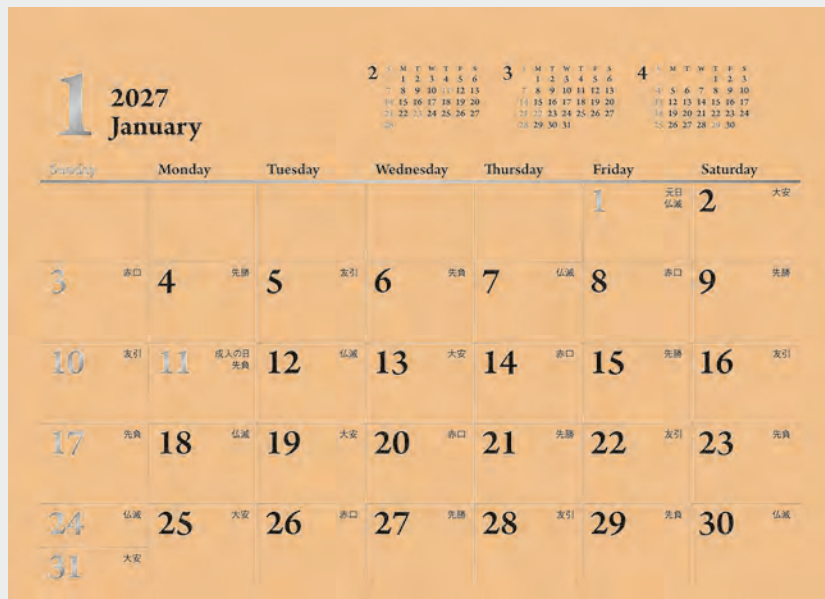 1
2027
January
2
S M T W T F S
1 2 3 4 5 6
7 8 9 10 11 12 13
14 15 16 17 18 19 20
21 22 23 24 25 26 27
28
3
S M T W T F S
1 2 3 4 5 6
7 8 9 10 11 12 13
14 15 16 17 18 19 20
21 22 23 24 25 26 27
28 29 30 31
4
S M T W T F S
1 2 3
4 5 6 7 8 9 10
11 12 13 14 15 16 17
18 19 20 21 22 23 24
25 26 27 28 29 30
Sunday Monday Tuesday Wednesday Thursday Friday Saturday
1 元日 仏滅 2 大安
3 赤口 4 先勝 5 友引 6 先負 7 仏滅 8 赤口 9 先勝
10 友引 11 成人の日 先負 12 仏滅 13 大安 14 赤口 15 先勝 16 友引
17 先負 18 仏滅 19 大安 20 赤口 21 先勝 22 友引 23 先負
24 仏滅 25 大安 26 赤口 27 先勝 28 友引 29 先負 30 仏滅
31 大安